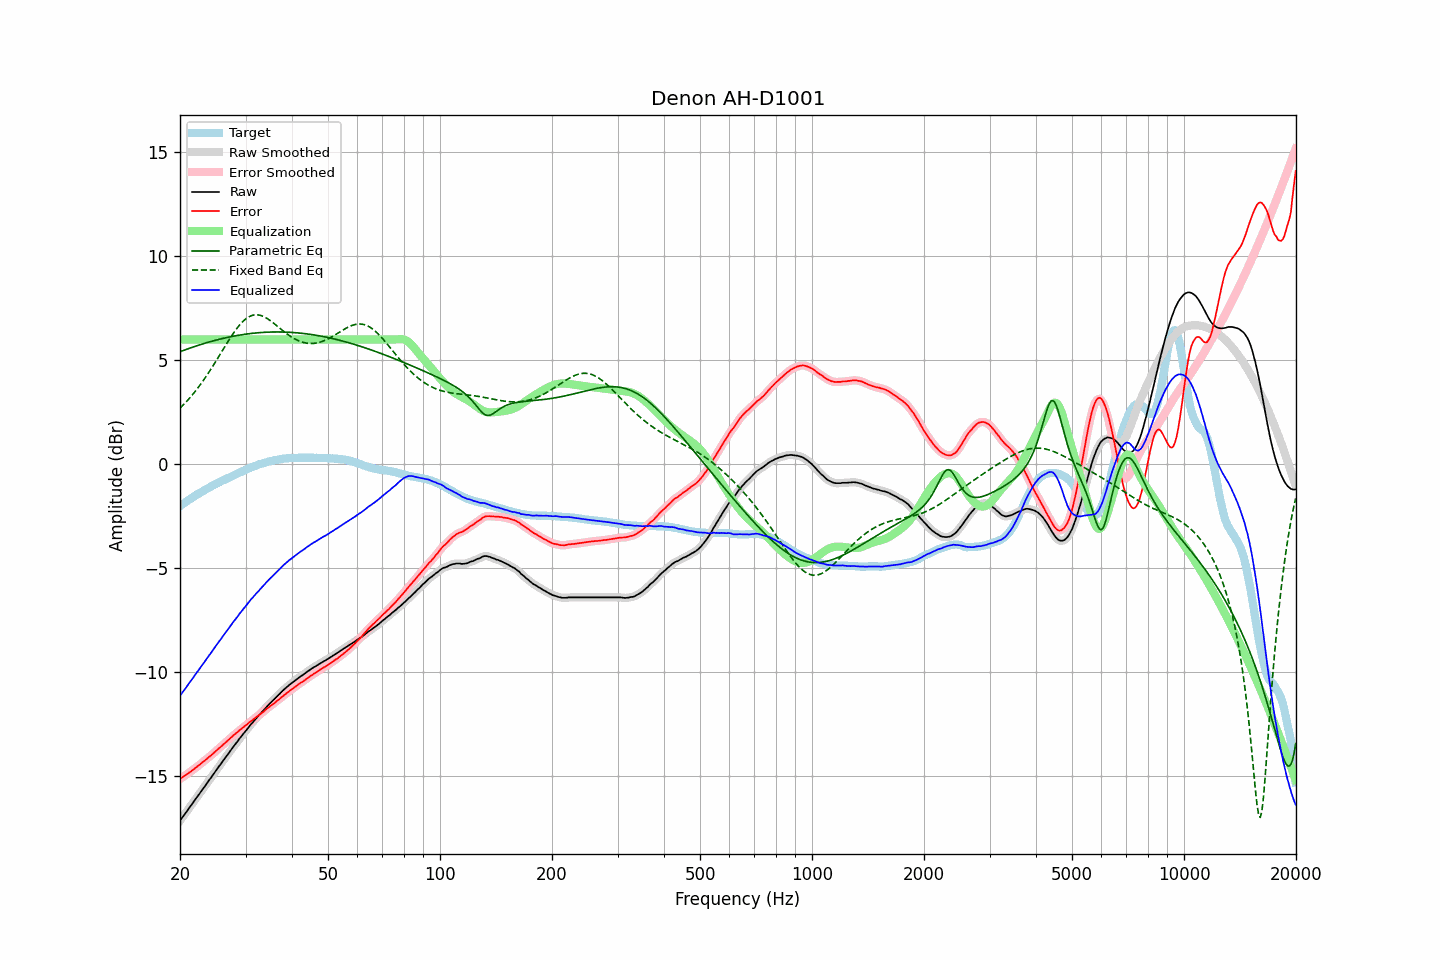 Denon AH-D1001
Target
Raw Smoothed
Error Smoothed
Raw
Error
Equalization
Parametric Eq
Fixed Band Eq
Equalized
15
10
5
0
−5
−10
−15
Amplitude (dBr)
20 50 100 200 500 1000 2000 5000 10000 20000
Frequency (Hz)